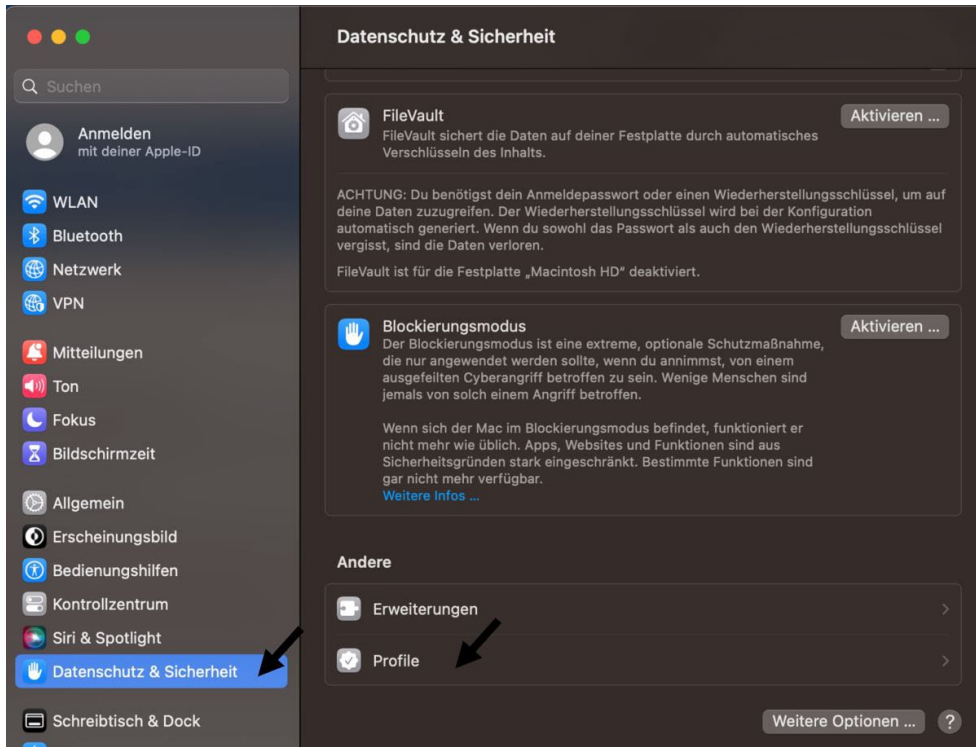 Datenschutz & Sicherheit
Suchen
Anmelden
mit deiner Apple-ID
WLAN
Bluetooth
Netzwerk
VPN
Mitteilungen
Ton
Fokus
Bildschirmzeit
Allgemein
Erscheinungsbild
Bedienungshilfen
Kontrollzentrum
Siri & Spotlight
Datenschutz & Sicherheit
Schreibtisch & Dock
FileVault
Aktivieren ...
FileVault sichert die Daten auf deiner Festplatte durch automatisches
Verschlüsseln des Inhalts.
ACHTUNG: Du benötigst dein Anmeldepasswort oder einen Wiederherstellungsschlüssel, um auf
deine Daten zuzugreifen. Der Wiederherstellungsschlüssel wird bei der Konfiguration
automatisch generiert. Wenn du sowohl das Passwort als auch den Wiederherstellungsschlüssel
vergisst, sind die Daten verloren.
FileVault ist für die Festplatte „Macintosh HD“ deaktiviert.
Blockierungsmodus
Aktivieren ...
Der Blockierungsmodus ist eine extreme, optionale Schutzmaßnahme,
die nur angewendet werden sollte, wenn du annimmst, von einem
ausgefeilten Cyberangriff betroffen zu sein. Wenige Menschen sind
jemals von solch einem Angriff betroffen.
Wenn sich der Mac im Blockierungsmodus befindet, funktioniert er
nicht mehr wie üblich. Apps, Websites und Funktionen sind aus
Sicherheitsgründen stark eingeschränkt. Bestimmte Funktionen sind
gar nicht mehr verfügbar.
Weitere Infos ...
Andere
Erweiterungen
Profile
Weitere Optionen ...
?